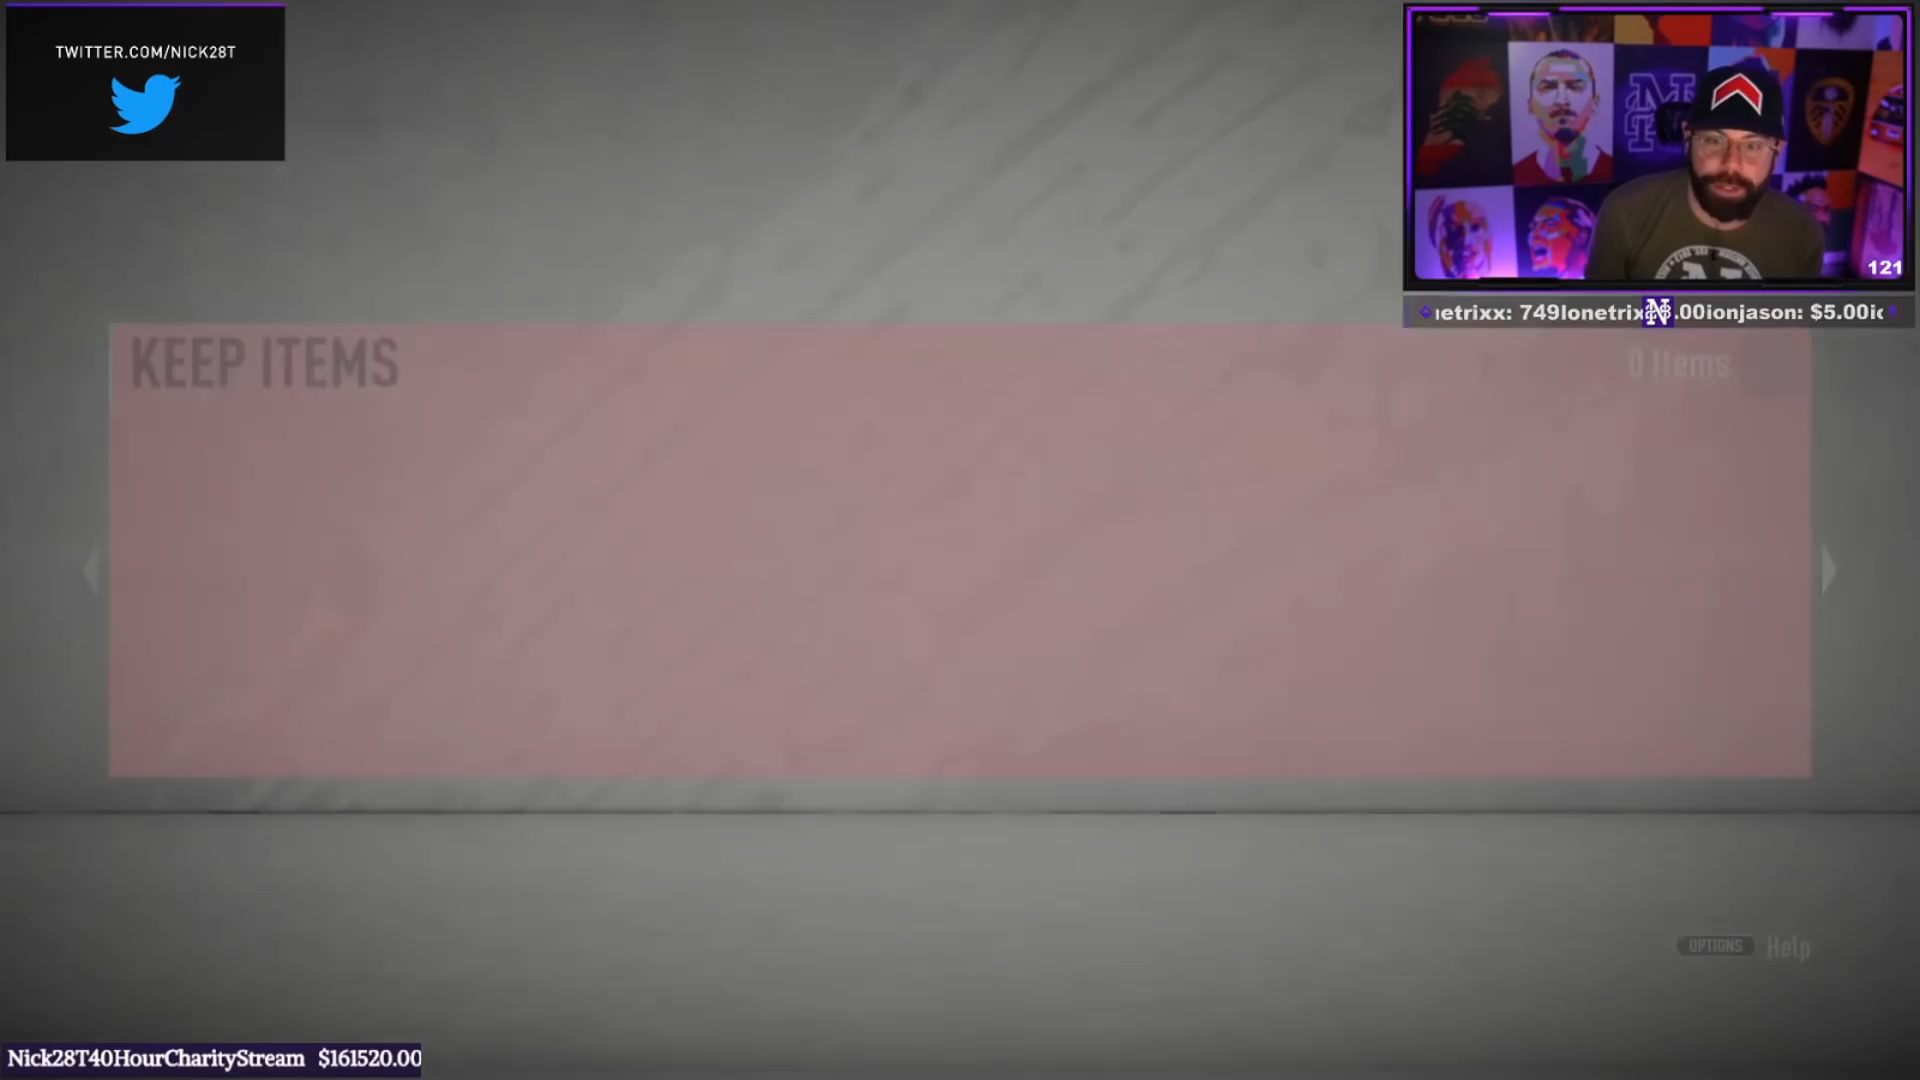 TWITTER.COM/NICK28T
121
etrixx: 749lonetrix .00ionjason: $5.00
KEEP ITEMS
0 Items
OPTIONS Help
Nick28T40HourCharityStream $161520.00